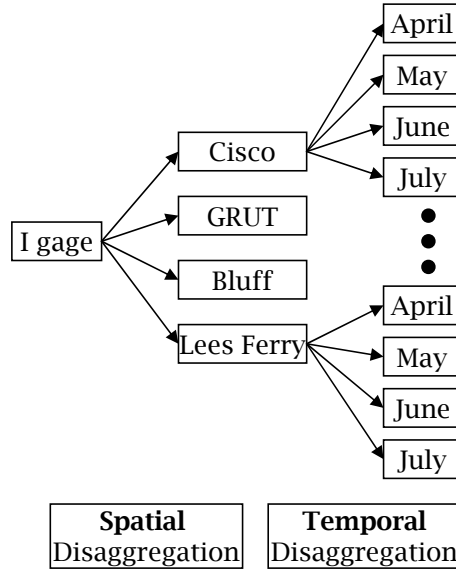 April
May
June
July
Cisco
GRUT
I gage
Bluff
Lees Ferry
April
May
June
July
Spatial
Disaggregation
Temporal
Disaggregation